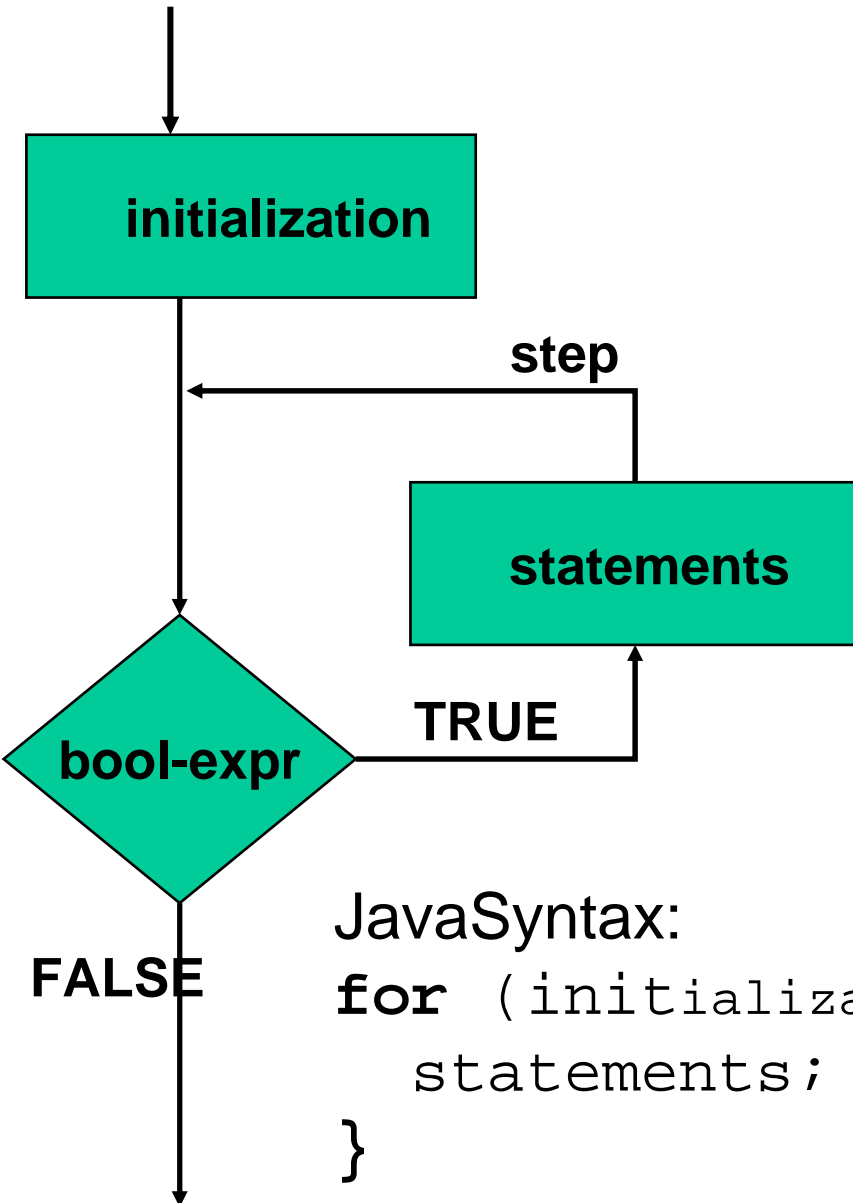 initialization
step
statements
TRUE
bool-expr
JavaSyntax:
FALSE
for (initializa
statements;
}